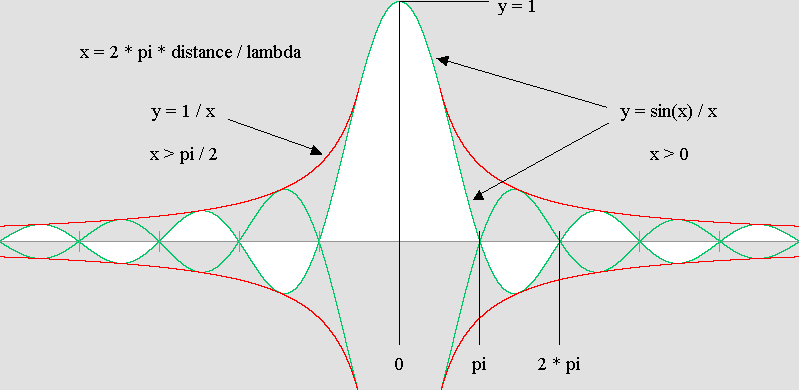 y = 1
x = 2 * pi * distance / lambda
y = 1 / x
y = sin(x) / x
x > pi / 2
x > 0
0
pi
2 * pi